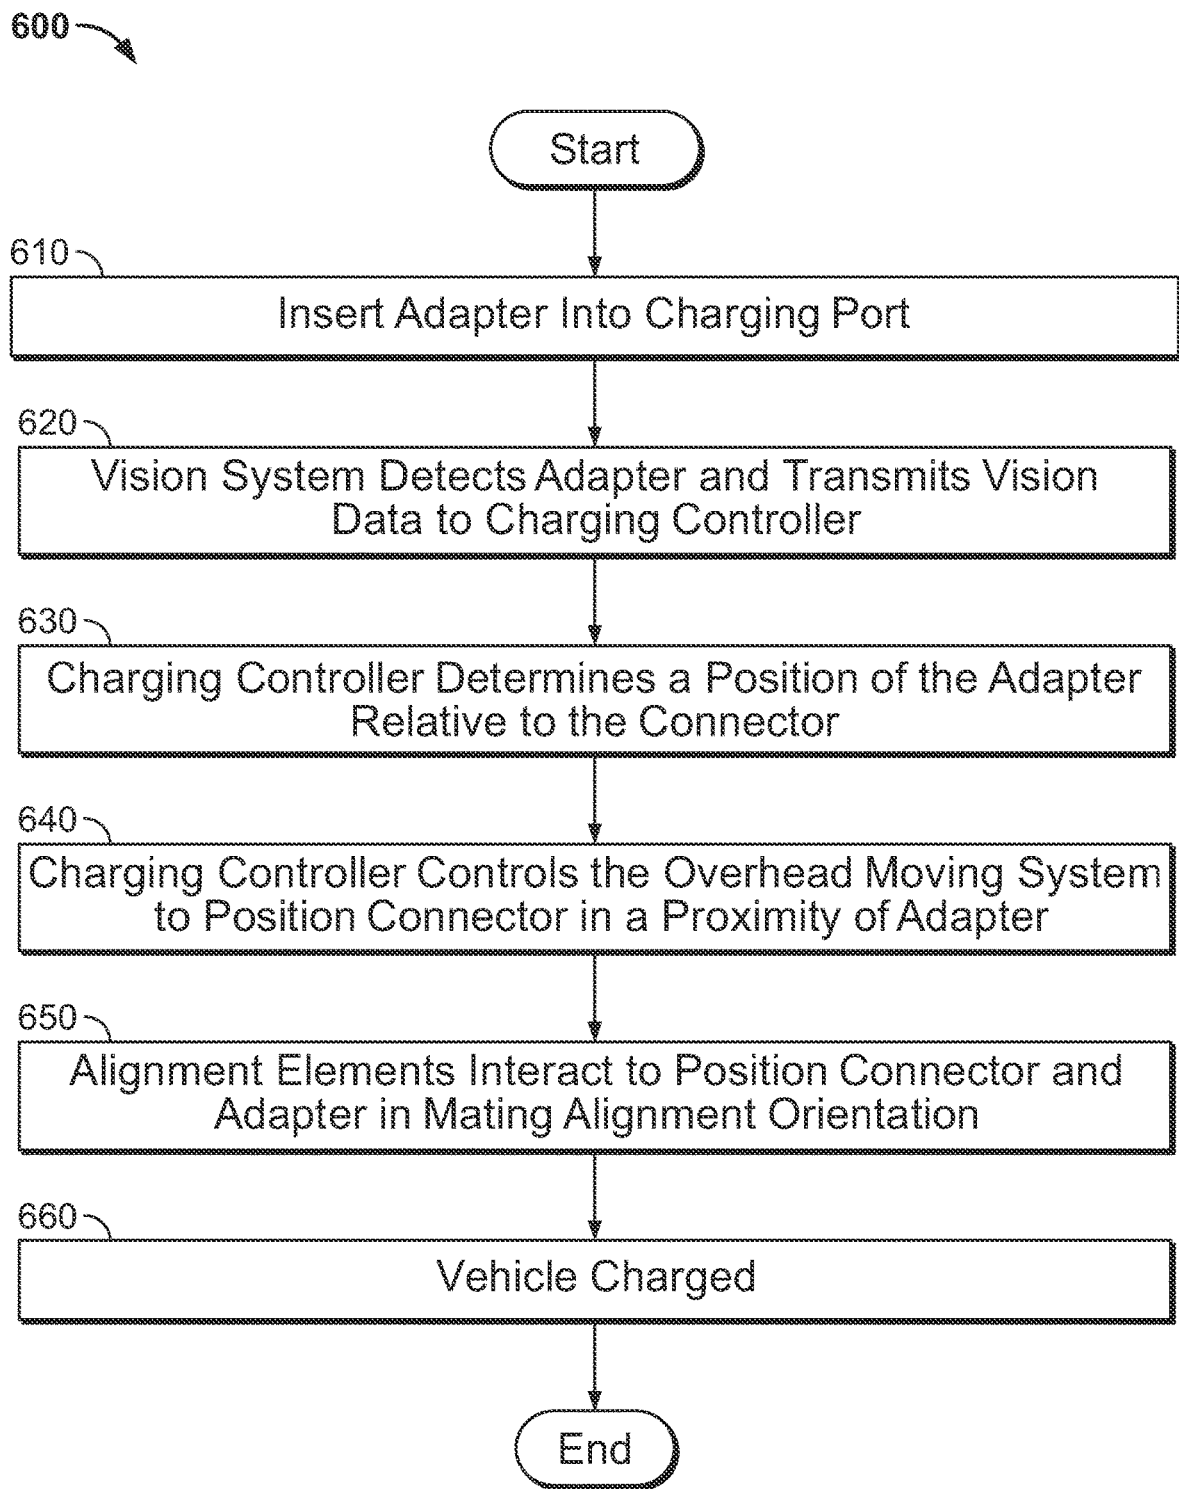 600
Start
610
Insert Adapter Into Charging Port
620
Vision System Detects Adapter and Transmits Vision
Data to Charging Controller
630
Charging Controller Determines a Position of the Adapter
Relative to the Connector
640
Charging Controller Controls the Overhead Moving System
to Position Connector in a Proximity of Adapter
650
Alignment Elements Interact to Position Connector and
Adapter in Mating Alignment Orientation
660
Vehicle Charged
End